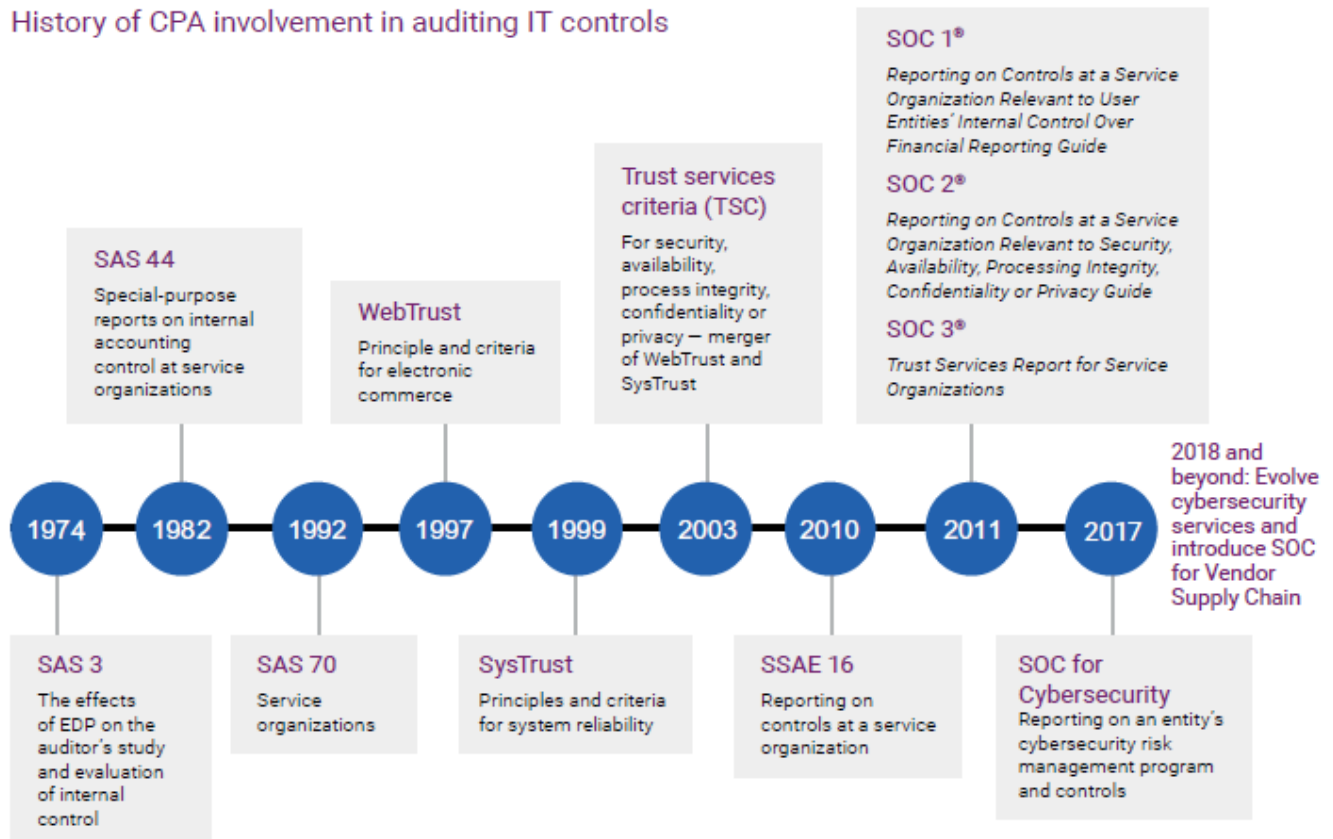 History of CPA involvement in auditing IT controls
SOC 1®
Reporting on Controls at a Service
Organization Relevant to User
Entities' Internal Control Over
Financial Reporting Guide
SOC 2®
Reporting on Controls at a Service
Organization Relevant to Security,
Availability, Processing Integrity,
Confidentiality or Privacy Guide
SOC 3®
Trust Services Report for Service
Organizations
Trust services
criteria (TSC)
For security,
availability,
process integrity,
confidentiality or
privacy — merger
of WebTrust and
SysTrust
SAS 44
Special-purpose
reports on internal
accounting
control at service
organizations
WebTrust
Principle and criteria
for electronic
commerce
1974
1982
1992
1997
1999
2003
2010
2011
2017
2018 and
beyond: Evolve
cybersecurity
services and
introduce SOC
for Vendor
Supply Chain
SAS 3
The effects
of EDP on the
auditor's study
and evaluation
of internal
control
SAS 70
Service
organizations
SysTrust
Principles and criteria
for system reliability
SSAE 16
Reporting on
controls at a service
organization
SOC for
Cybersecurity
Reporting on an entity's
cybersecurity risk
management program
and controls